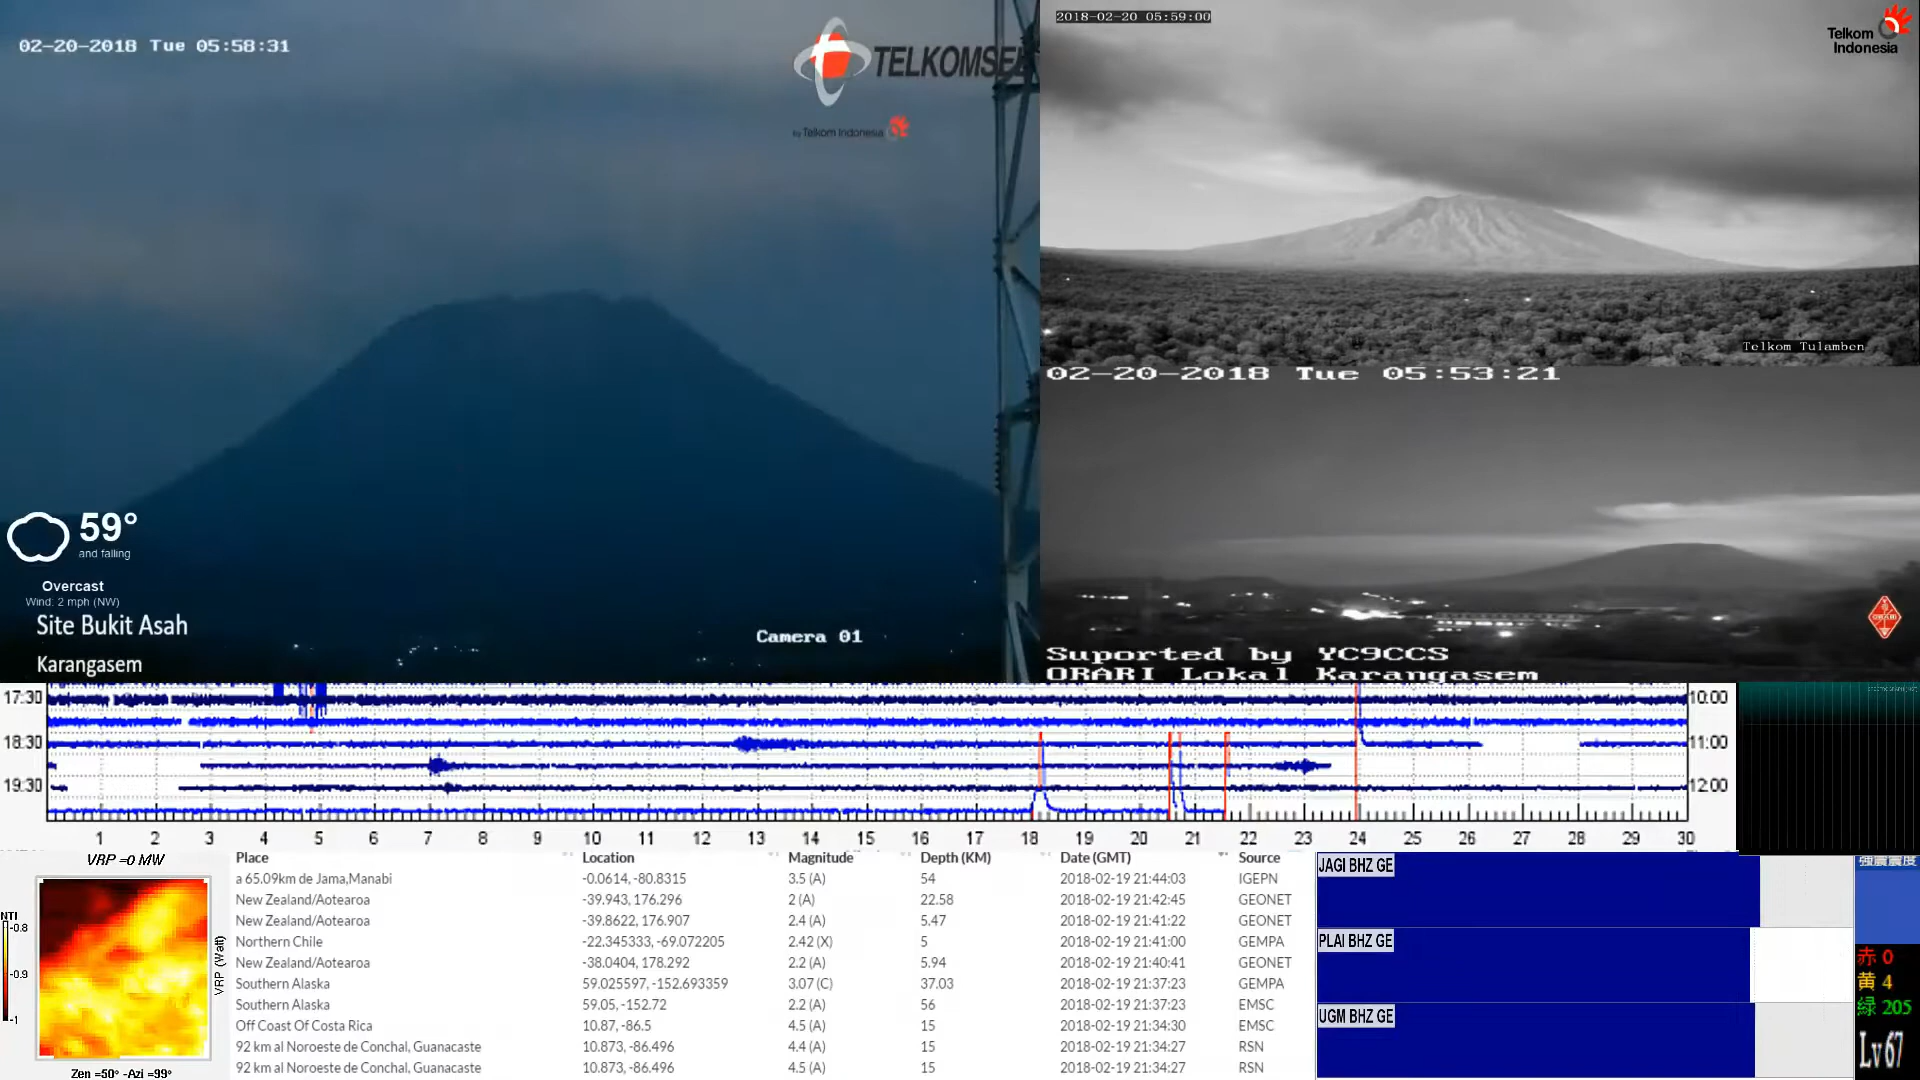 02-20-2018 Tue 05:58:31
TELKOMSEL
by Telkom Indonesia
59°
and falling
Overcast
Wind: 2 mph (NW)
Site Bukit Asah
Karangasem
Camera 01
2018-02-20 05:59:00
Telkom
Indonesia
Telkom Tulamben
02-20-2018 Tue 05:53:21
ORARI
Suported by YC9CCS
ORARI Lokal Karangasem
17:30 10:00
18:30 11:00
19:30 12:00
1 2 3 4 5 6 7 8 9 10 11 12 13 14 15 16 17 18 19 20 21 22 23 24 25 26 27 28 29 30
VRP =0 MW
NTI
-0.8
-0.9
-1
VRP (Watt)
Zen =50° -Azi =99°
Place Location Magnitude Depth (KM) Date (GMT) Source
a 65.09km de Jama,Manabi -0.0614, -80.8315 3.5 (A) 54 2018-02-19 21:44:03 IGEPN
New Zealand/Aotearoa -39.943, 176.296 2 (A) 22.58 2018-02-19 21:42:45 GEONET
New Zealand/Aotearoa -39.8622, 176.907 2.4 (A) 5.47 2018-02-19 21:41:22 GEONET
Northern Chile -22.345333, -69.072205 2.42 (X) 5 2018-02-19 21:41:00 GEMPA
New Zealand/Aotearoa -38.0404, 178.292 2.2 (A) 5.94 2018-02-19 21:40:41 GEONET
Southern Alaska 59.025597, -152.693359 3.07 (C) 37.03 2018-02-19 21:37:23 GEMPA
Southern Alaska 59.05, -152.72 2.2 (A) 56 2018-02-19 21:37:23 EMSC
Off Coast Of Costa Rica 10.87, -86.5 4.5 (A) 15 2018-02-19 21:34:30 EMSC
92 km al Noroeste de Conchal, Guanacaste 10.873, -86.496 4.4 (A) 15 2018-02-19 21:34:27 RSN
92 km al Noroeste de Conchal, Guanacaste 10.873, -86.496 4.5 (A) 15 2018-02-19 21:34:27 RSN
JAGI BHZ GE
PLAI BHZ GE
UGM BHZ GE
強震震度
赤 0
黄 4
緑 205
Lv67